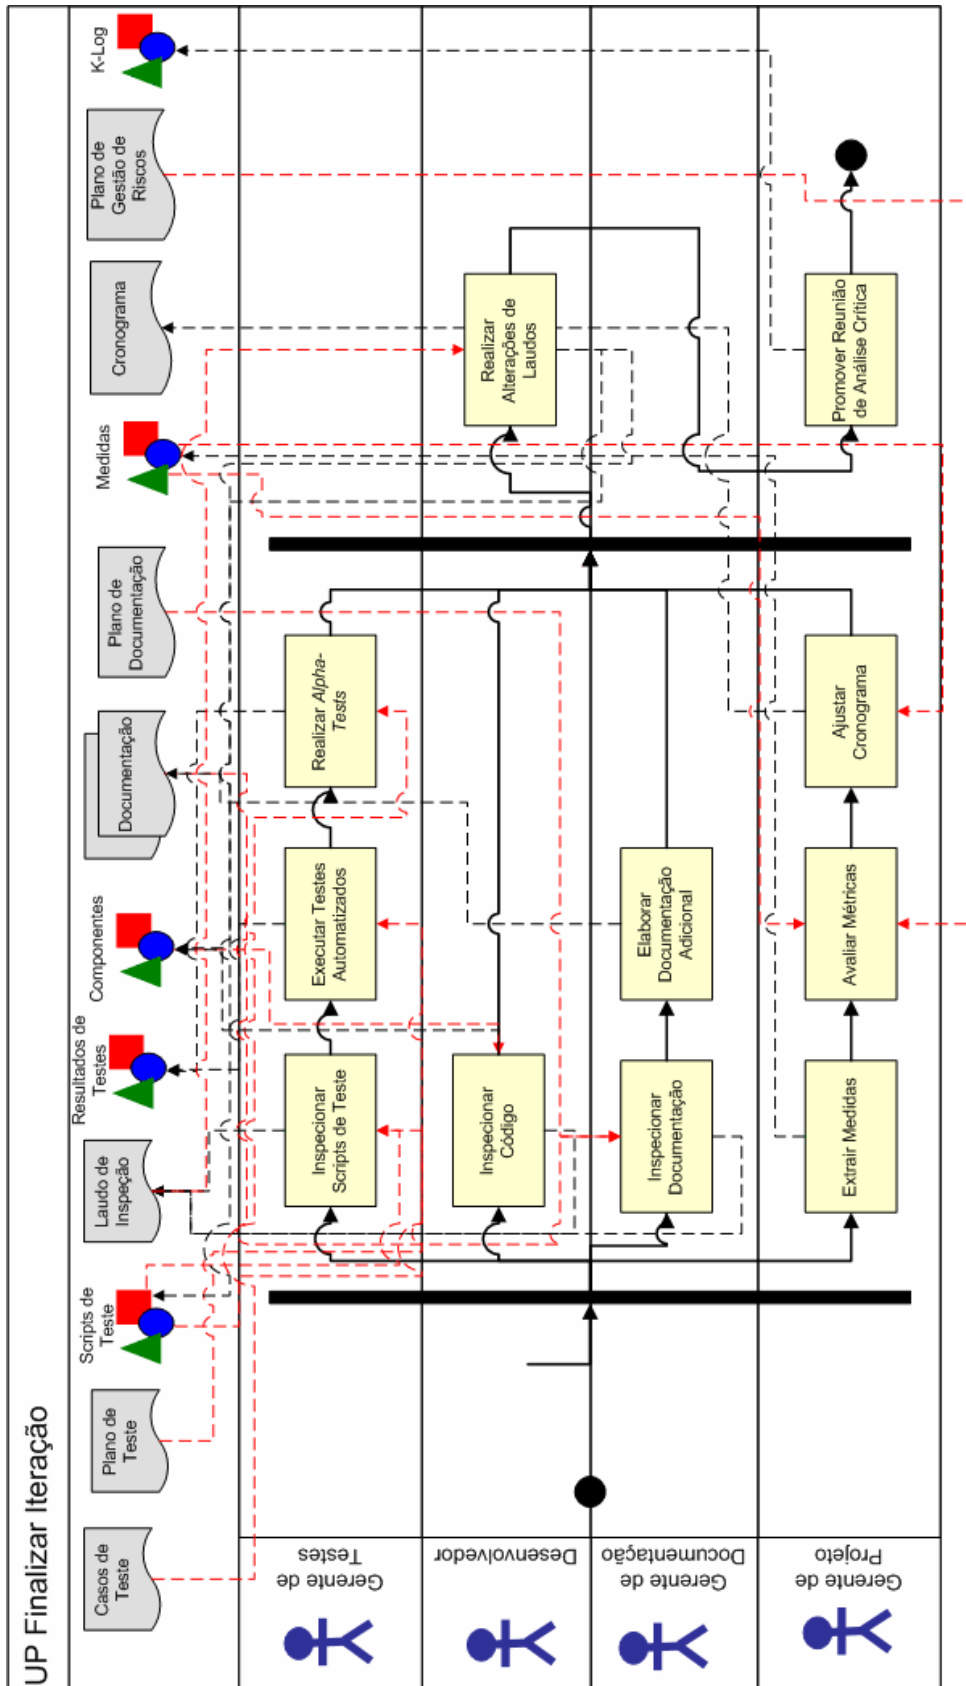 UP Finalizar Iteração
Casos de
Teste
Plano de
Teste
Scripts de
Teste
Laudo de
Inspeção
Resultados de
Testes
Componentes
Documentação
Plano de
Documentação
Medidas
Cronograma
Plano de
Gestão de
Riscos
K-Log
Gerente de
Testes
Inspecionar
Scripts de Teste
Executar Testes
Automatizados
Realizar Alpha-
Tests
Desenvolvedor
Inspecionar
Código
Realizar
Alterações de
Laudos
Gerente de
Documentação
Inspecionar
Documentação
Elaborar
Documentação
Adicional
Gerente de
Projeto
Extrair Medidas
Avaliar Métricas
Ajustar
Cronograma
Promover Reunião
de Análise Crítica